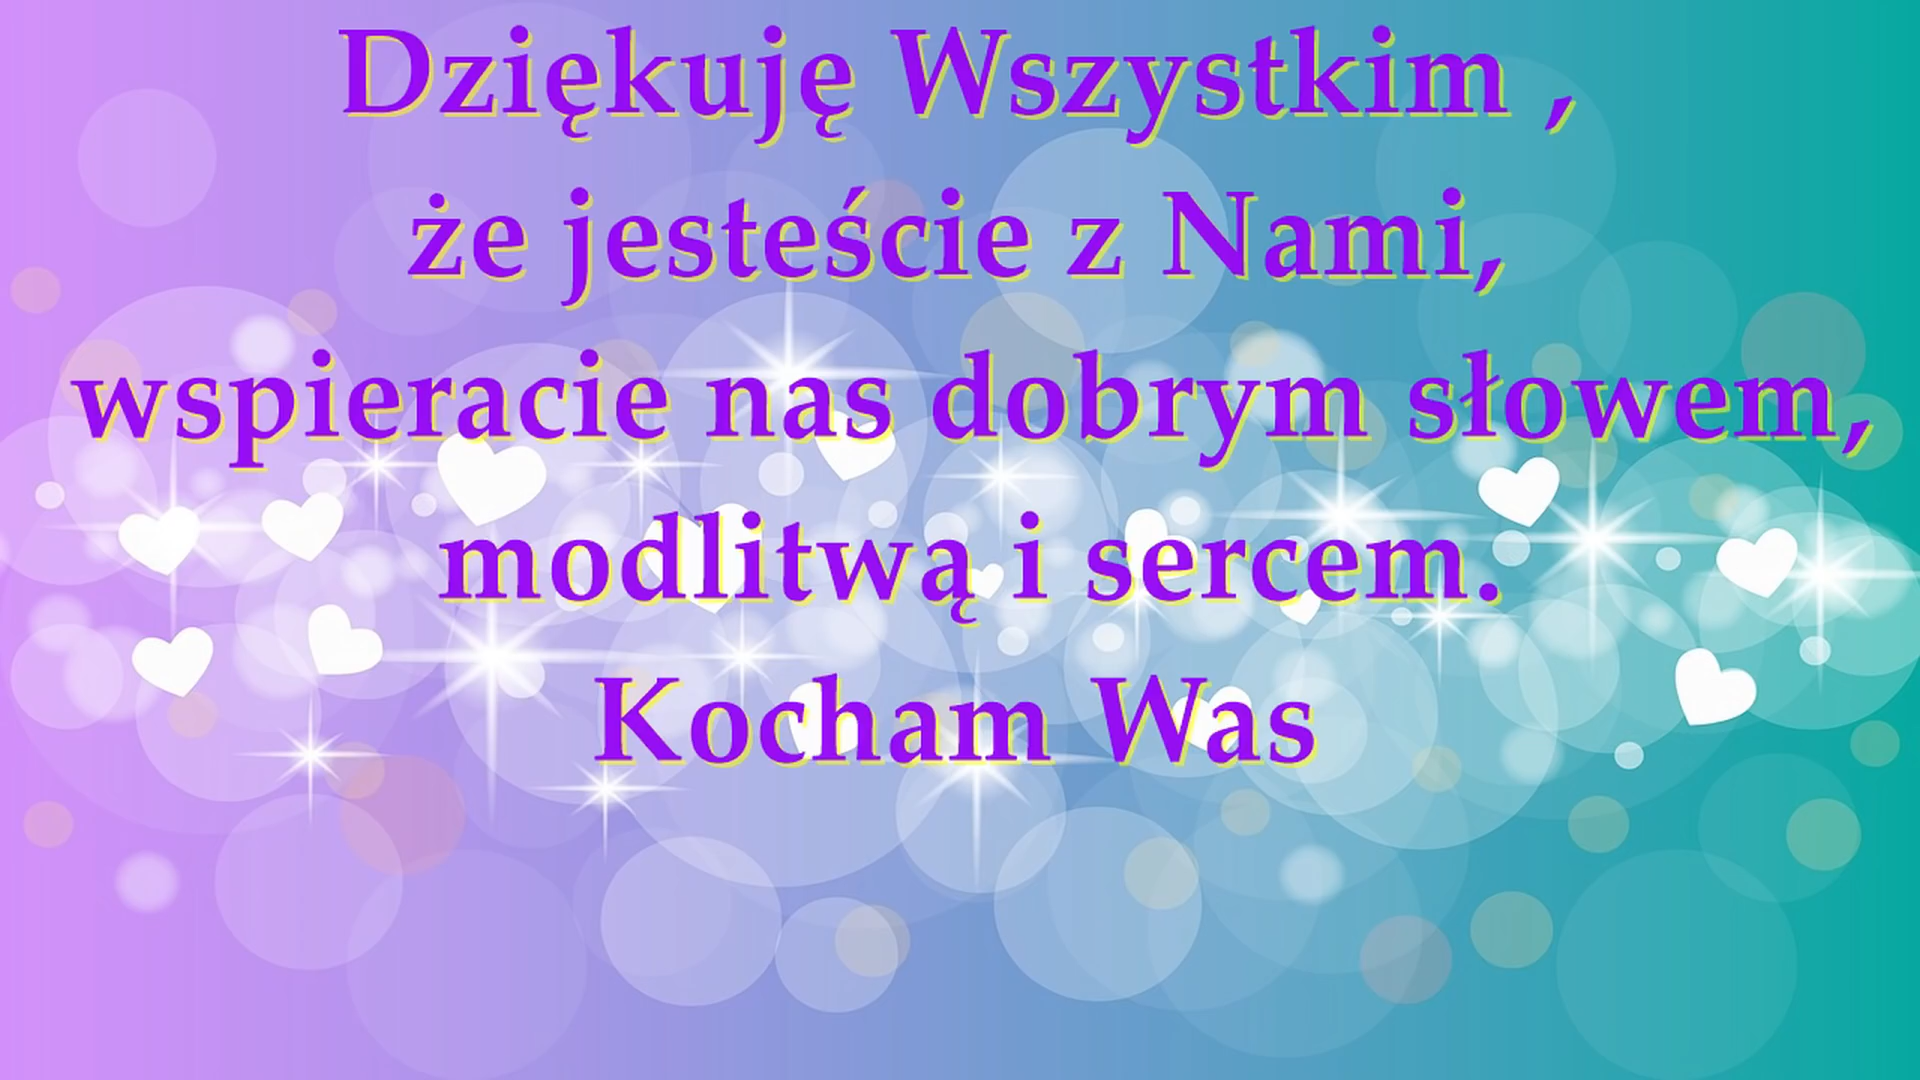 Dziękuję Wszystkim ,
że jesteście z Nami,
wspieracie nas dobrym słowem,
modlitwą i sercem.
Kocham Was